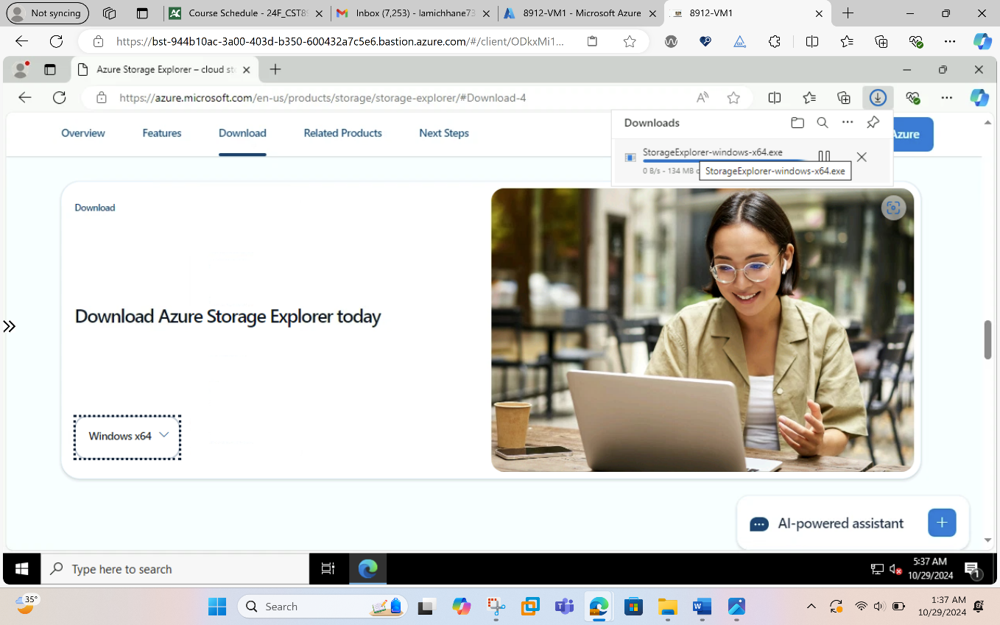 Not syncing
Course Schedule - 24F_CST8
Inbox (7,253) - lamichhane73
8912-VM1 - Microsoft Azure
8912-VM1
https://bst-944b10ac-3a00-403d-b350-600432a7c5e6.bastion.azure.com/#/client/ODkxMi1...
Azure Storage Explorer – cloud st
https://azure.microsoft.com/en-us/products/storage/storage-explorer/#Download-4
Overview
Features
Download
Related Products
Next Steps
Azure
Downloads
StorageExplorer-windows-x64.exe
0 B/s - 134 MB
StorageExplorer-windows-x64.exe
Download
Download Azure Storage Explorer today
Windows x64
AI-powered assistant
Type here to search
5:37 AM
10/29/2024
1
35°
Search
1:37 AM
10/29/2024